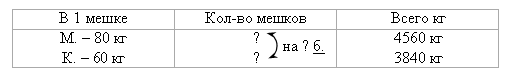 В 1 мешке Кол-во мешков Всего кг
М. – 80 кг ? 4560 кг
на ? б.
К. – 60 кг ? 3840 кг